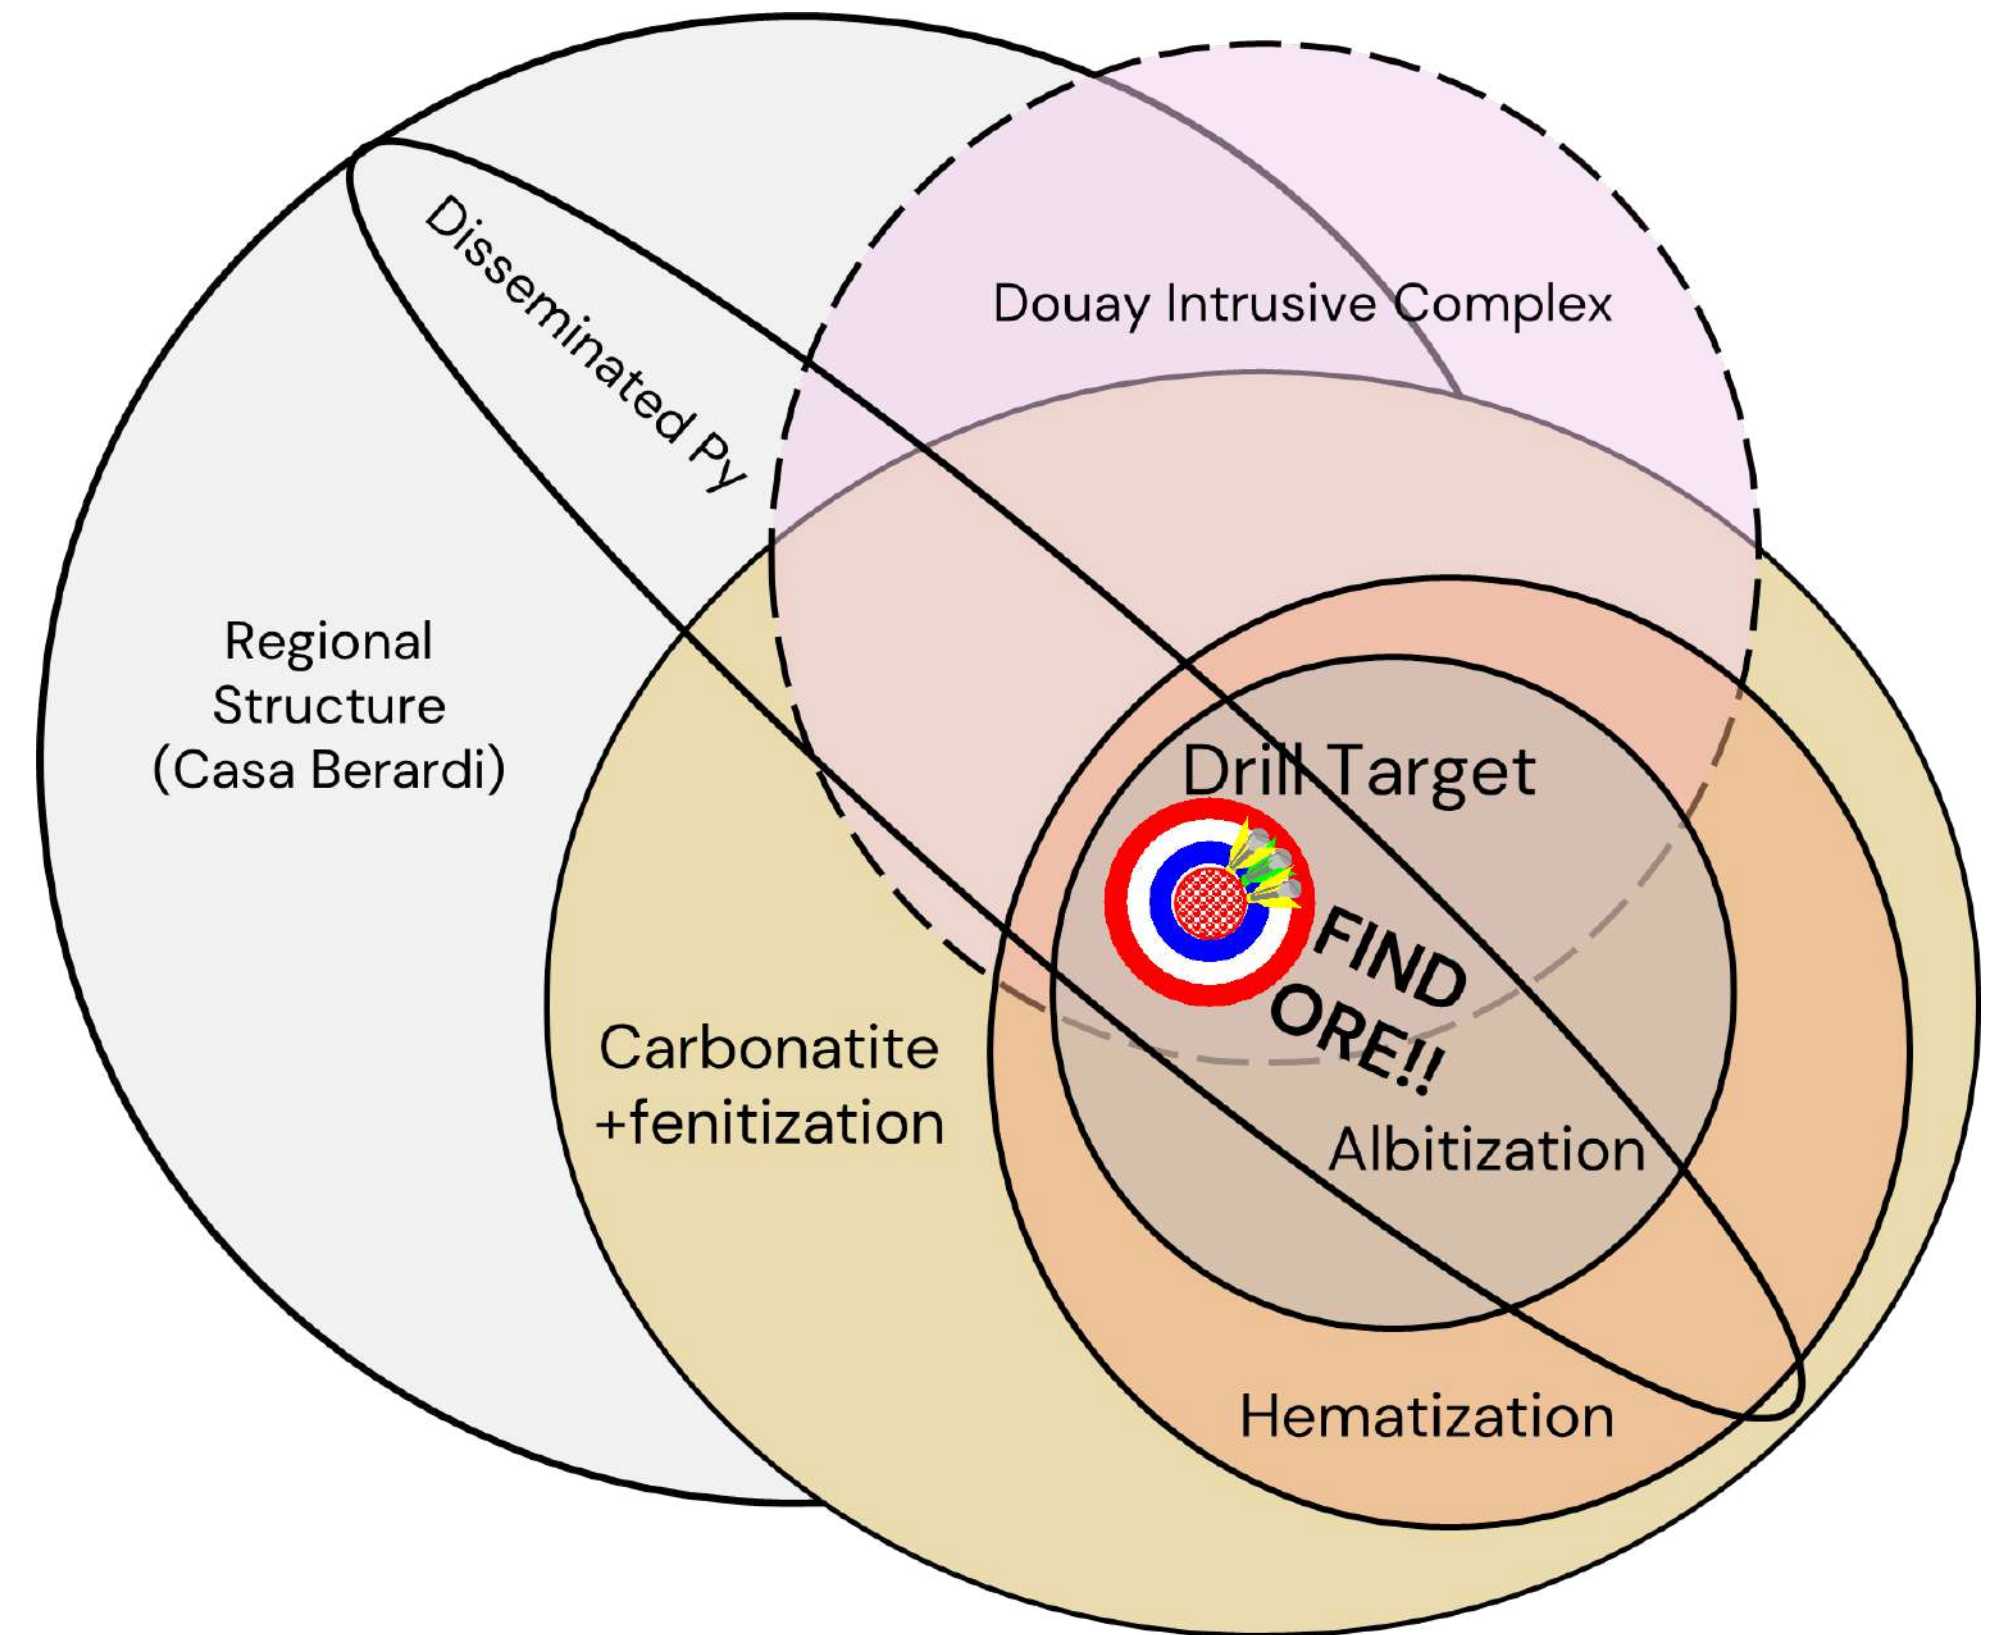 Disseminated Py
Douay Intrusive Complex
Regional
Structure
(Casa Berardi)
Drill Target
FIND
ORE!!
Carbonatite
+fenitization
Albitization
Hematization